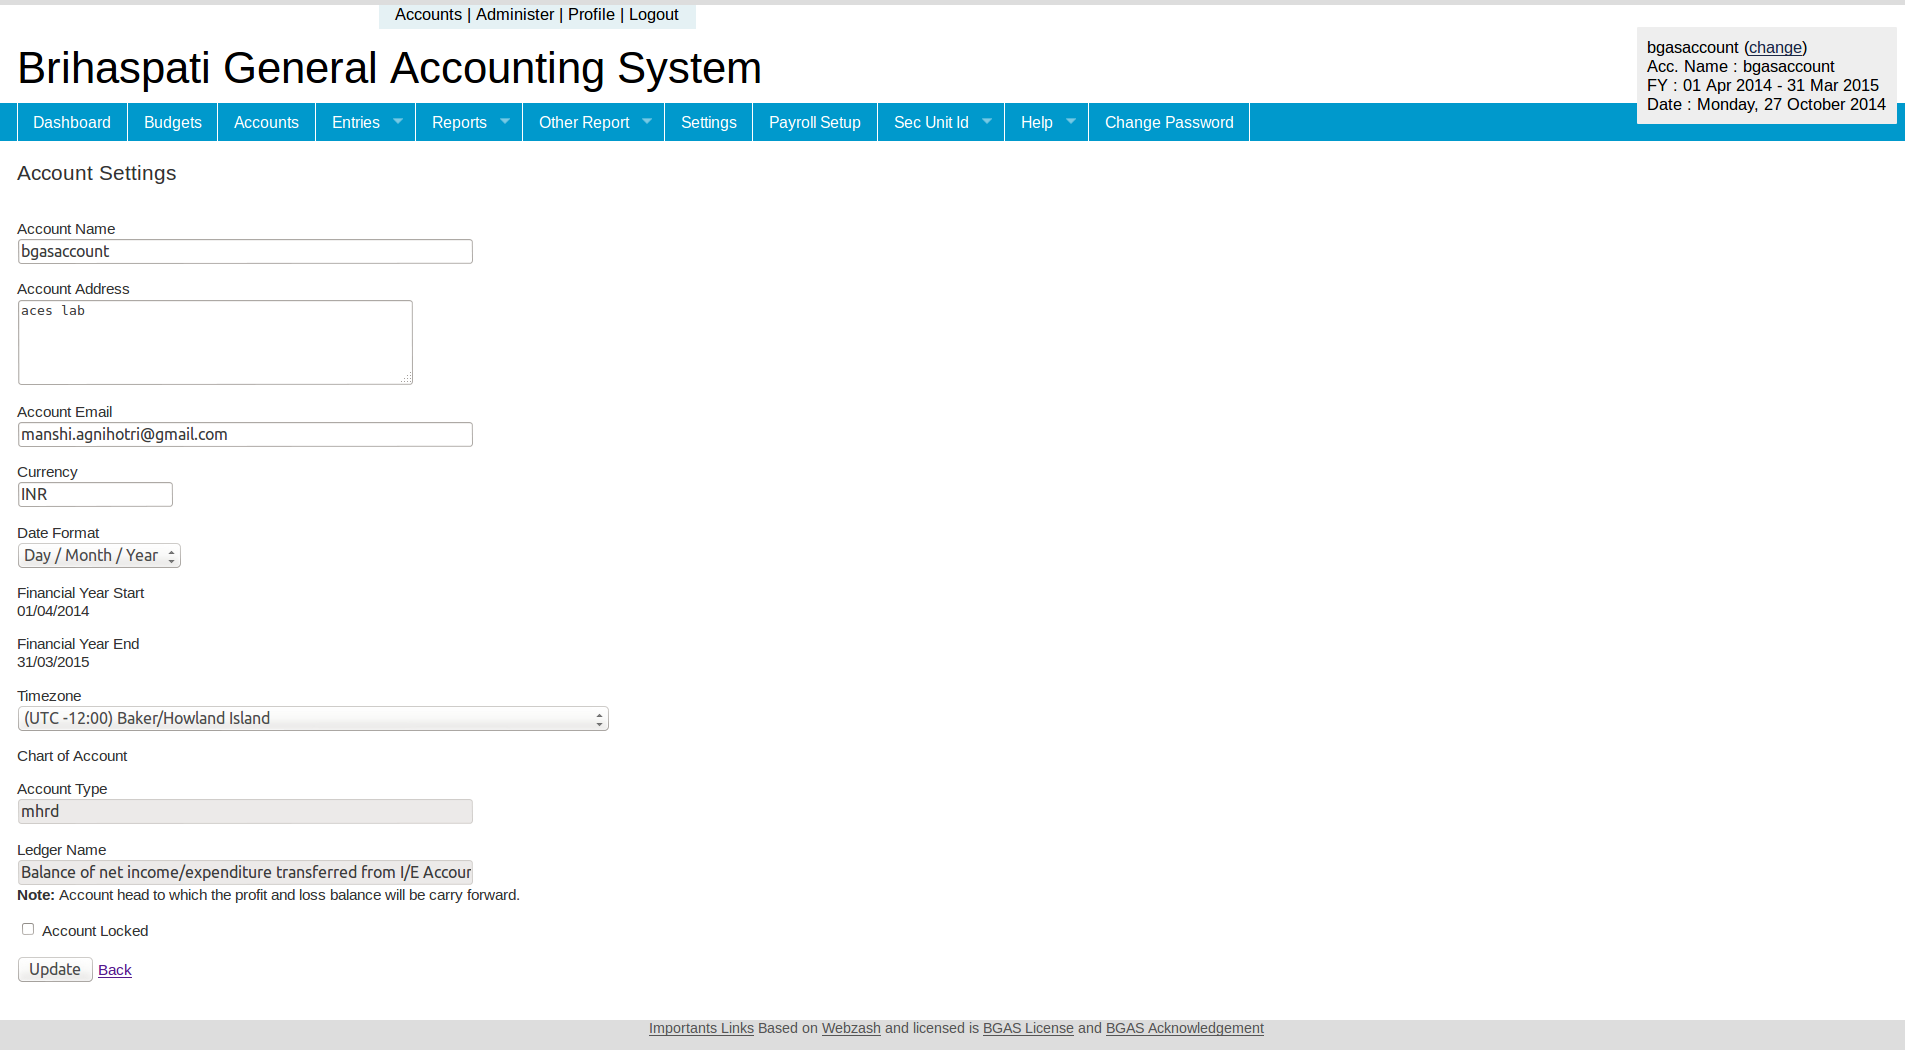 Accounts | Administer | Profile | Logout
Brihaspati General Accounting System
bgasaccount (change)
Acc. Name : bgasaccount
FY : 01 Apr 2014 - 31 Mar 2015
Date : Monday, 27 October 2014
Dashboard Budgets Accounts Entries Reports Other Report Settings Payroll Setup Sec Unit Id Help Change Password
Account Settings
Account Name
bgasaccount
Account Address
aces lab
Account Email
manshi.agnihotri@gmail.com
Currency
INR
Date Format
Day / Month / Year
Financial Year Start
01/04/2014
Financial Year End
31/03/2015
Timezone
(UTC -12:00) Baker/Howland Island
Chart of Account
Account Type
mhrd
Ledger Name
Balance of net income/expenditure transferred from I/E Accour
Note: Account head to which the profit and loss balance will be carry forward.
Account Locked
Update Back
Importants Links Based on Webzash and licensed is BGAS License and BGAS Acknowledgement